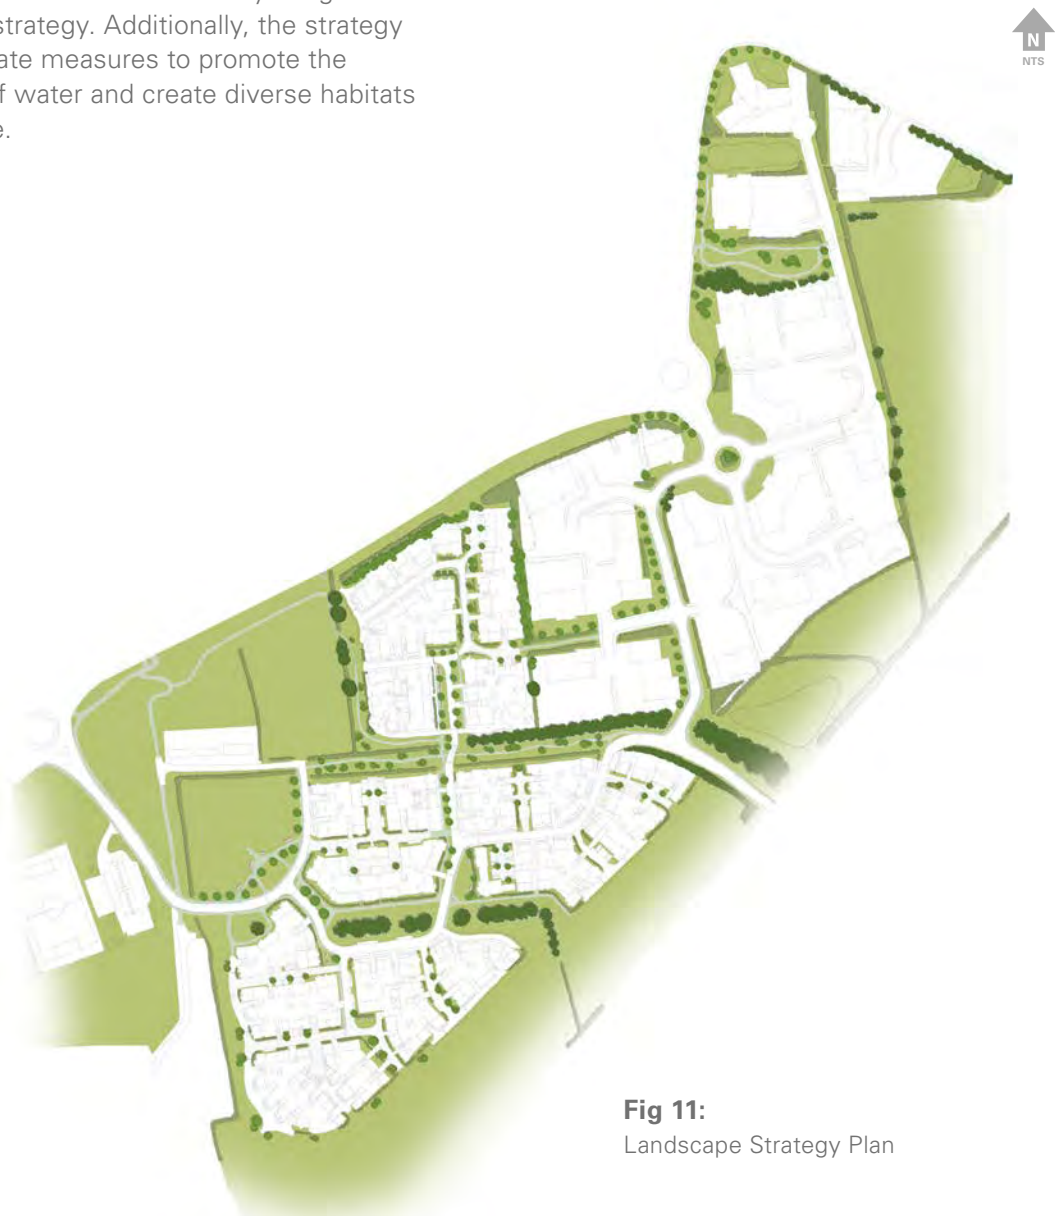 strategy. Additionally, the strategy
measures to promote the
water and create diverse habitats
N
NTS
Fig 11:
Landscape Strategy Plan